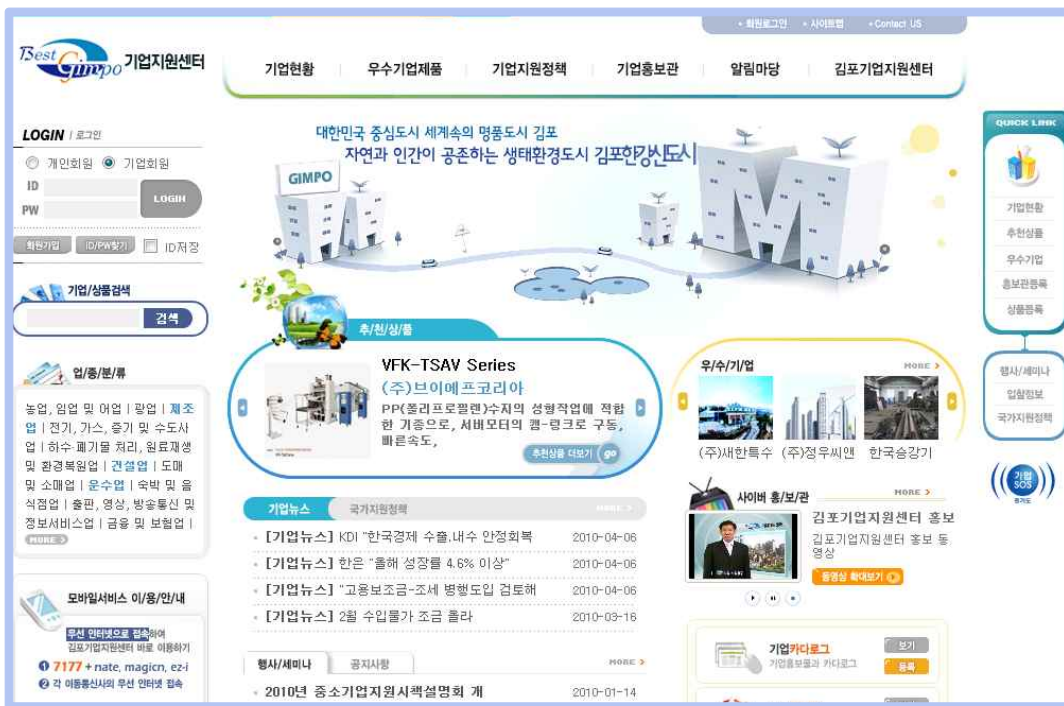 회원로그인 사이트맵 Contact US
Best Gimpo 기업지원센터
기업현황 우수기업제품 기업지원정책 기업홍보관 알림마당 김포기업지원센터
LOGIN | 로그인
개인회원 기업회원
ID
PW
LOGIN
회원가입 ID/PW찾기 ID저장
기업/상품검색
검색
업/종/분/류
농업, 임업 및 어업 | 광업 | 제조
업 | 전기, 가스, 증기 및 수도사
업 | 하수·폐기물 처리, 원료재생
및 환경복원업 | 건설업 | 도매
및 소매업 | 운수업 | 숙박 및 음
식점업 | 출판, 영상, 방송통신 및
정보서비스업 | 금융 및 보험업 |
MORE >
모바일서비스 이/용/안/내
무선 인터넷으로 접속하여
김포기업지원센터 바로 이용하기
1 7177 + nate, magicn, ez-i
2 각 이동통신사의 무선 인터넷 접속
대한민국 중심도시 세계속의 명품도시 김포
자연과 인간이 공존하는 생태환경도시 김포한강신도시
GIMPO
추/천/상/품
VFK-TSAV Series
(주)브이에프코리아
PP(폴리프로필렌)수지의 성형작업에 적합
한 기종으로, 서버모터의 캠-링크로 구동,
빠른속도,
추천상품 더보기 go
우/수/기/업 MORE >
(주)새한특수 (주)정우씨앤 한국승강기
기업뉴스 국가지원정책 MORE >
[기업뉴스] KDI "한국경제 수출.내수 안정회복 2010-04-06
[기업뉴스] 한은 "올해 성장률 4.6% 이상" 2010-04-06
[기업뉴스] "고용보조금-조세 병행도입 검토해 2010-04-06
[기업뉴스] 2월 수입물가 조금 올라 2010-03-16
행사/세미나 공지사항 MORE >
2010년 중소기업지원시책설명회 개 2010-01-14
사이버 홍/보/관 MORE >
김포기업지원센터 홍보
김포기업지원센터 홍보 동
영상
동영상 확대보기
기업카다로그
기업홍보물과 카다로그
보기
등록
QUICK LINK
기업현황
추천상품
우수기업
홍보관등록
상품등록
행사/세미나
입찰정보
국가지원정책
기업
SOS
경기도